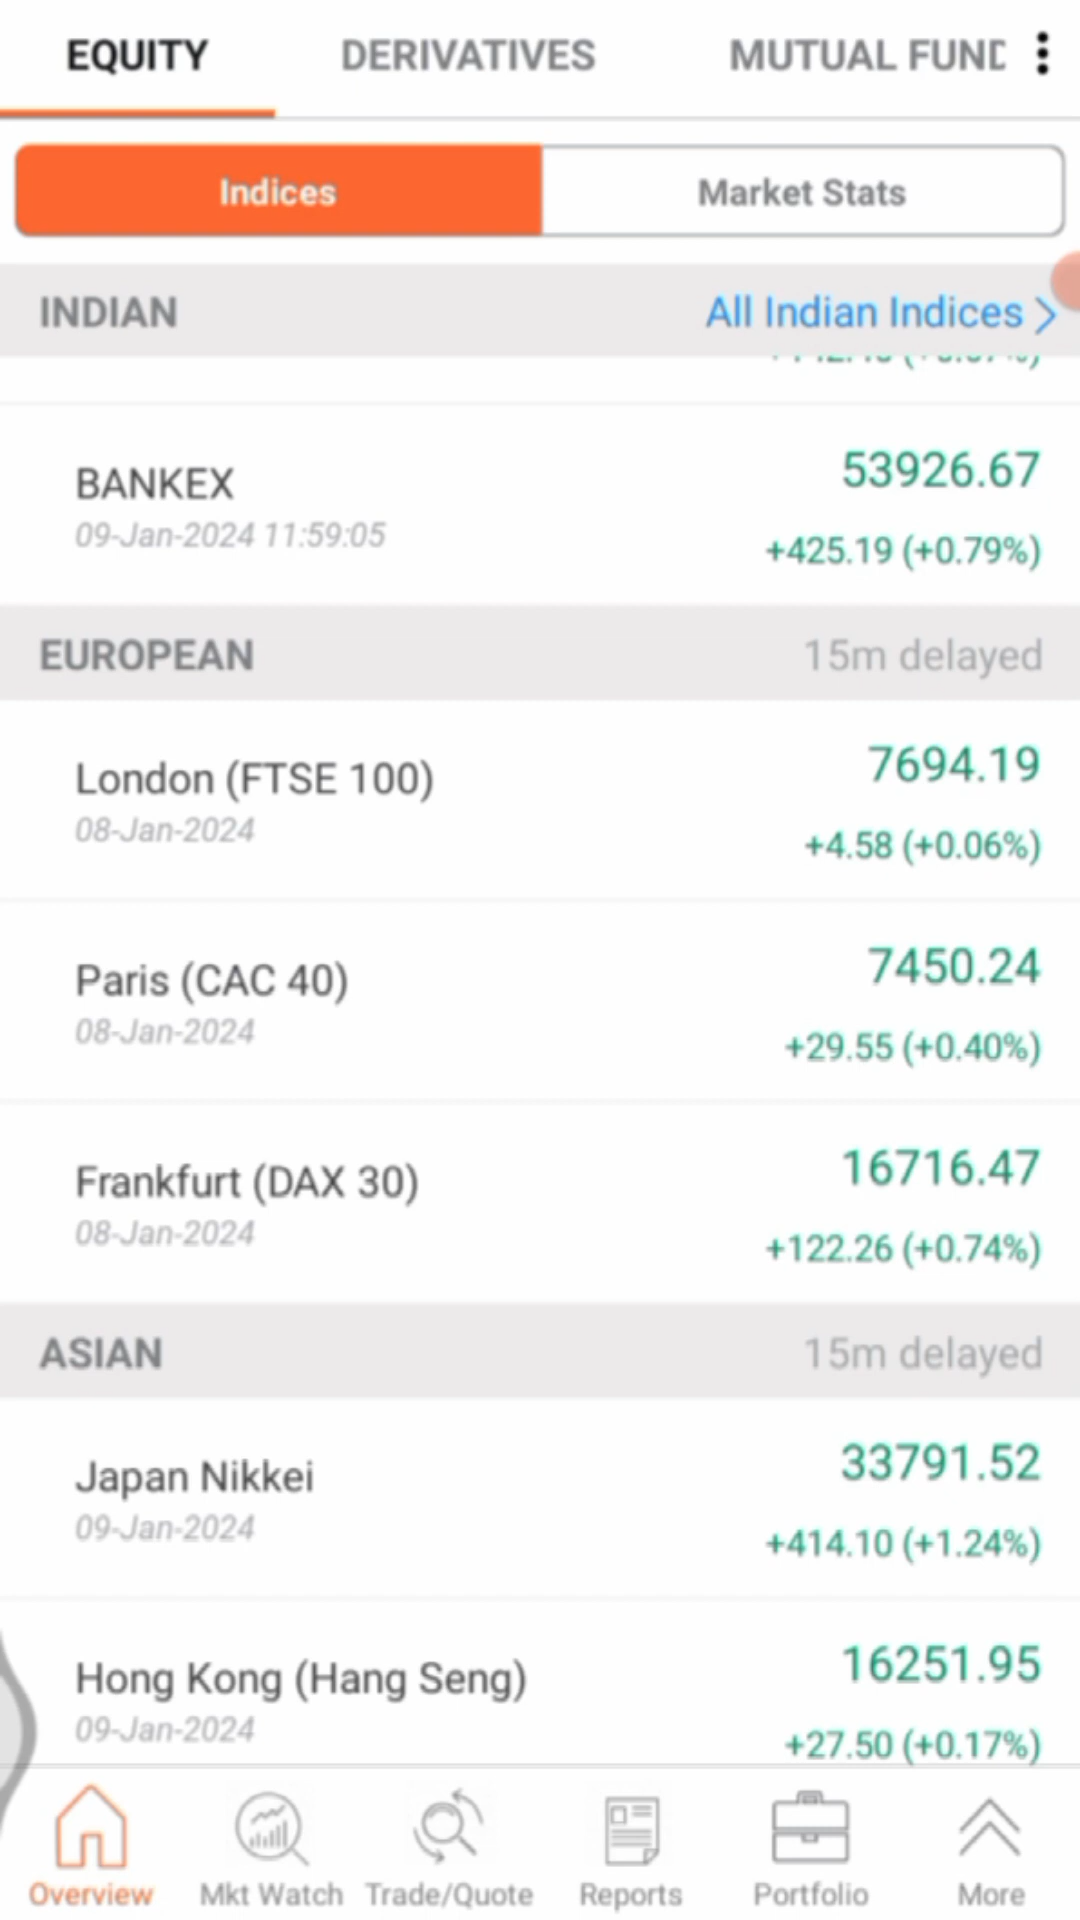 EQUITY DERIVATIVES MUTUAL FUND
Indices Market Stats
INDIAN All Indian Indices
BANKEX 53926.67
09-Jan-2024 11:59:05 +425.19 (+0.79%)
EUROPEAN 15m delayed
London (FTSE 100) 7694.19
08-Jan-2024 +4.58 (+0.06%)
Paris (CAC 40) 7450.24
08-Jan-2024 +29.55 (+0.40%)
Frankfurt (DAX 30) 16716.47
08-Jan-2024 +122.26 (+0.74%)
ASIAN 15m delayed
Japan Nikkei 33791.52
09-Jan-2024 +414.10 (+1.24%)
Hong Kong (Hang Seng) 16251.95
09-Jan-2024 +27.50 (+0.17%)
Overview Mkt Watch Trade/Quote Reports Portfolio More